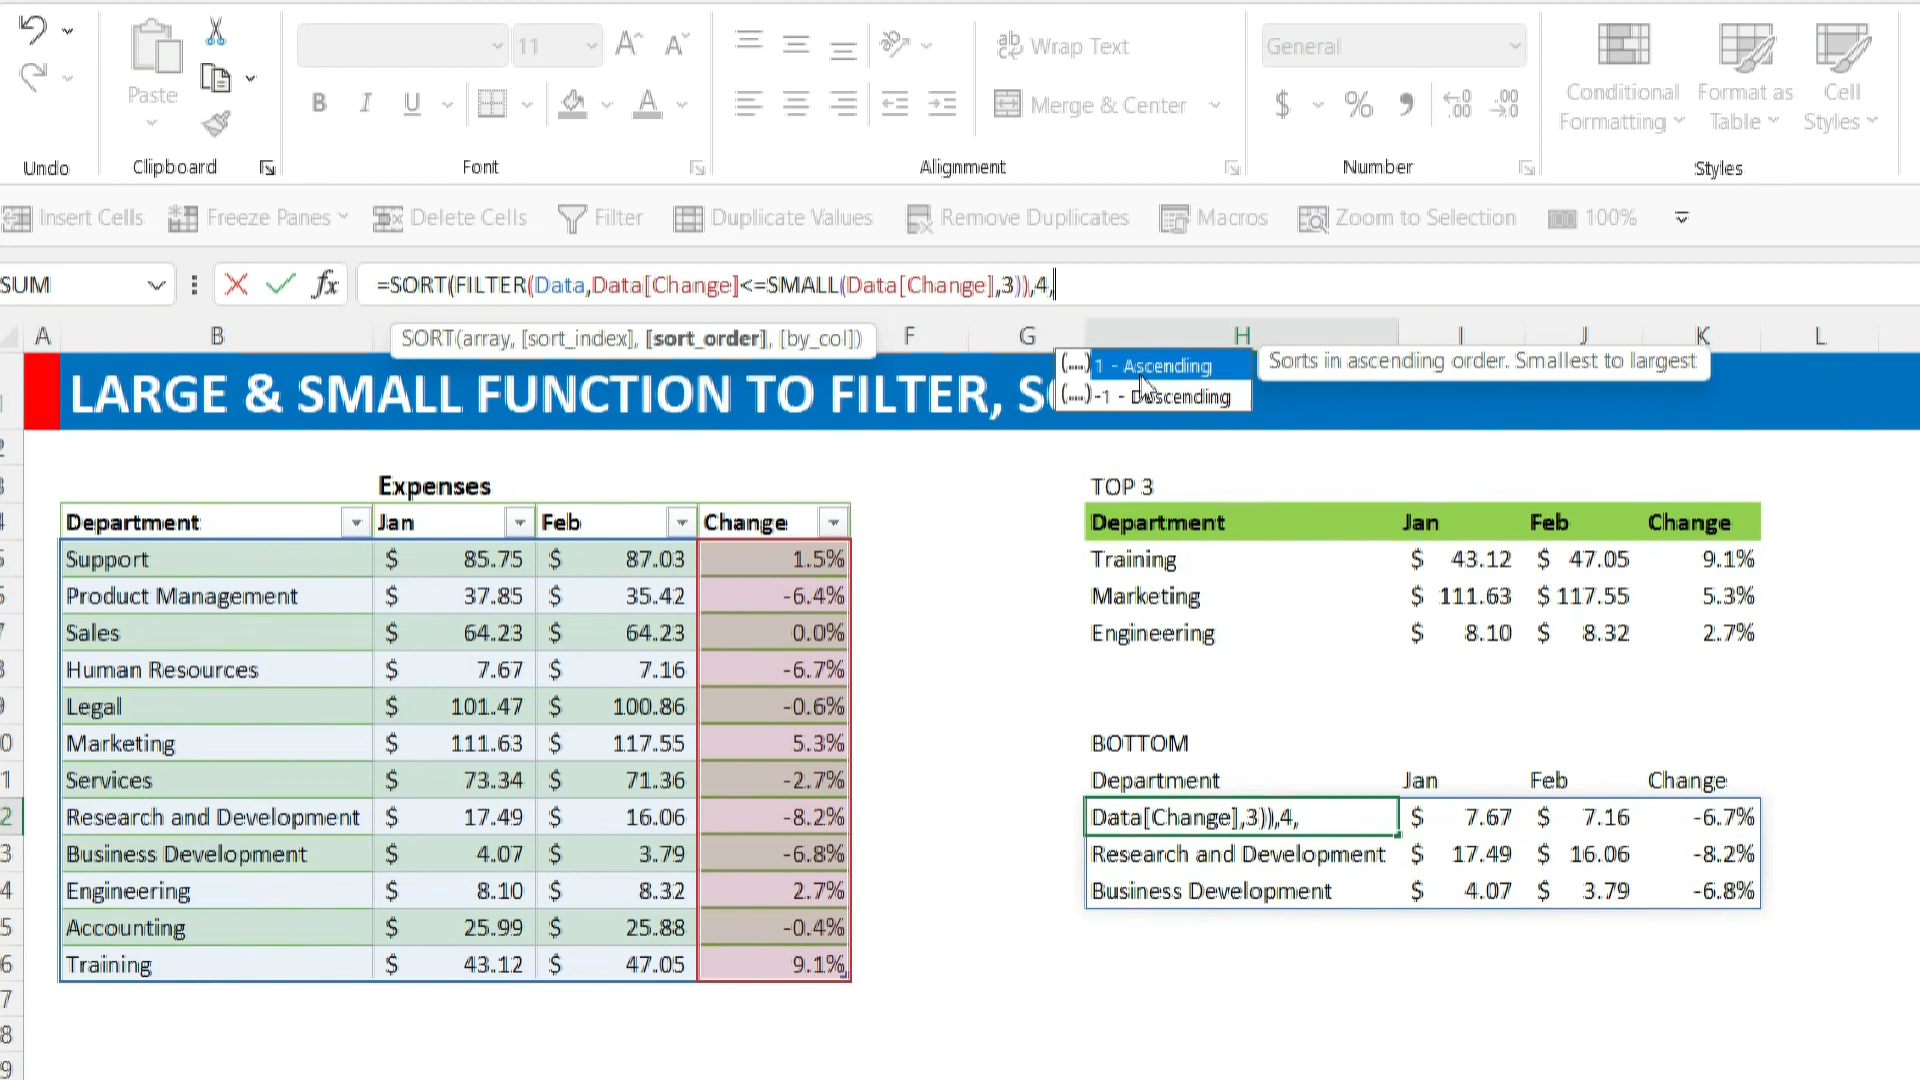 11
ab
Wrap Text
General
Paste
B I U
A
Merge & Center
$ % 9
Conditional Formatting
Format as Table
Cell Styles
Undo
Clipboard
Font
Alignment
Number
Styles
Insert Cells
Freeze Panes
Delete Cells
Filter
Duplicate Values
Remove Duplicates
Macros
Zoom to Selection
100%
SUM
fx
=SORT(FILTER(Data,Data[Change]<=SMALL(Data[Change],3)),4,
A B F G H I J K L
SORT(array, [sort_index], [sort_order], [by_col])
(...) 1 - Ascending
(...) -1 - Descending
Sorts in ascending order. Smallest to largest
LARGE & SMALL FUNCTION TO FILTER, S
Expenses
Department Jan Feb Change
Support $ 85.75 $ 87.03 1.5%
Product Management $ 37.85 $ 35.42 -6.4%
Sales $ 64.23 $ 64.23 0.0%
Human Resources $ 7.67 $ 7.16 -6.7%
Legal $ 101.47 $ 100.86 -0.6%
Marketing $ 111.63 $ 117.55 5.3%
Services $ 73.34 $ 71.36 -2.7%
Research and Development $ 17.49 $ 16.06 -8.2%
Business Development $ 4.07 $ 3.79 -6.8%
Engineering $ 8.10 $ 8.32 2.7%
Accounting $ 25.99 $ 25.88 -0.4%
Training $ 43.12 $ 47.05 9.1%
TOP 3
Department Jan Feb Change
Training $ 43.12 $ 47.05 9.1%
Marketing $ 111.63 $ 117.55 5.3%
Engineering $ 8.10 $ 8.32 2.7%
BOTTOM
Department Jan Feb Change
Data[Change],3)),4, $ 7.67 $ 7.16 -6.7%
Research and Development $ 17.49 $ 16.06 -8.2%
Business Development $ 4.07 $ 3.79 -6.8%